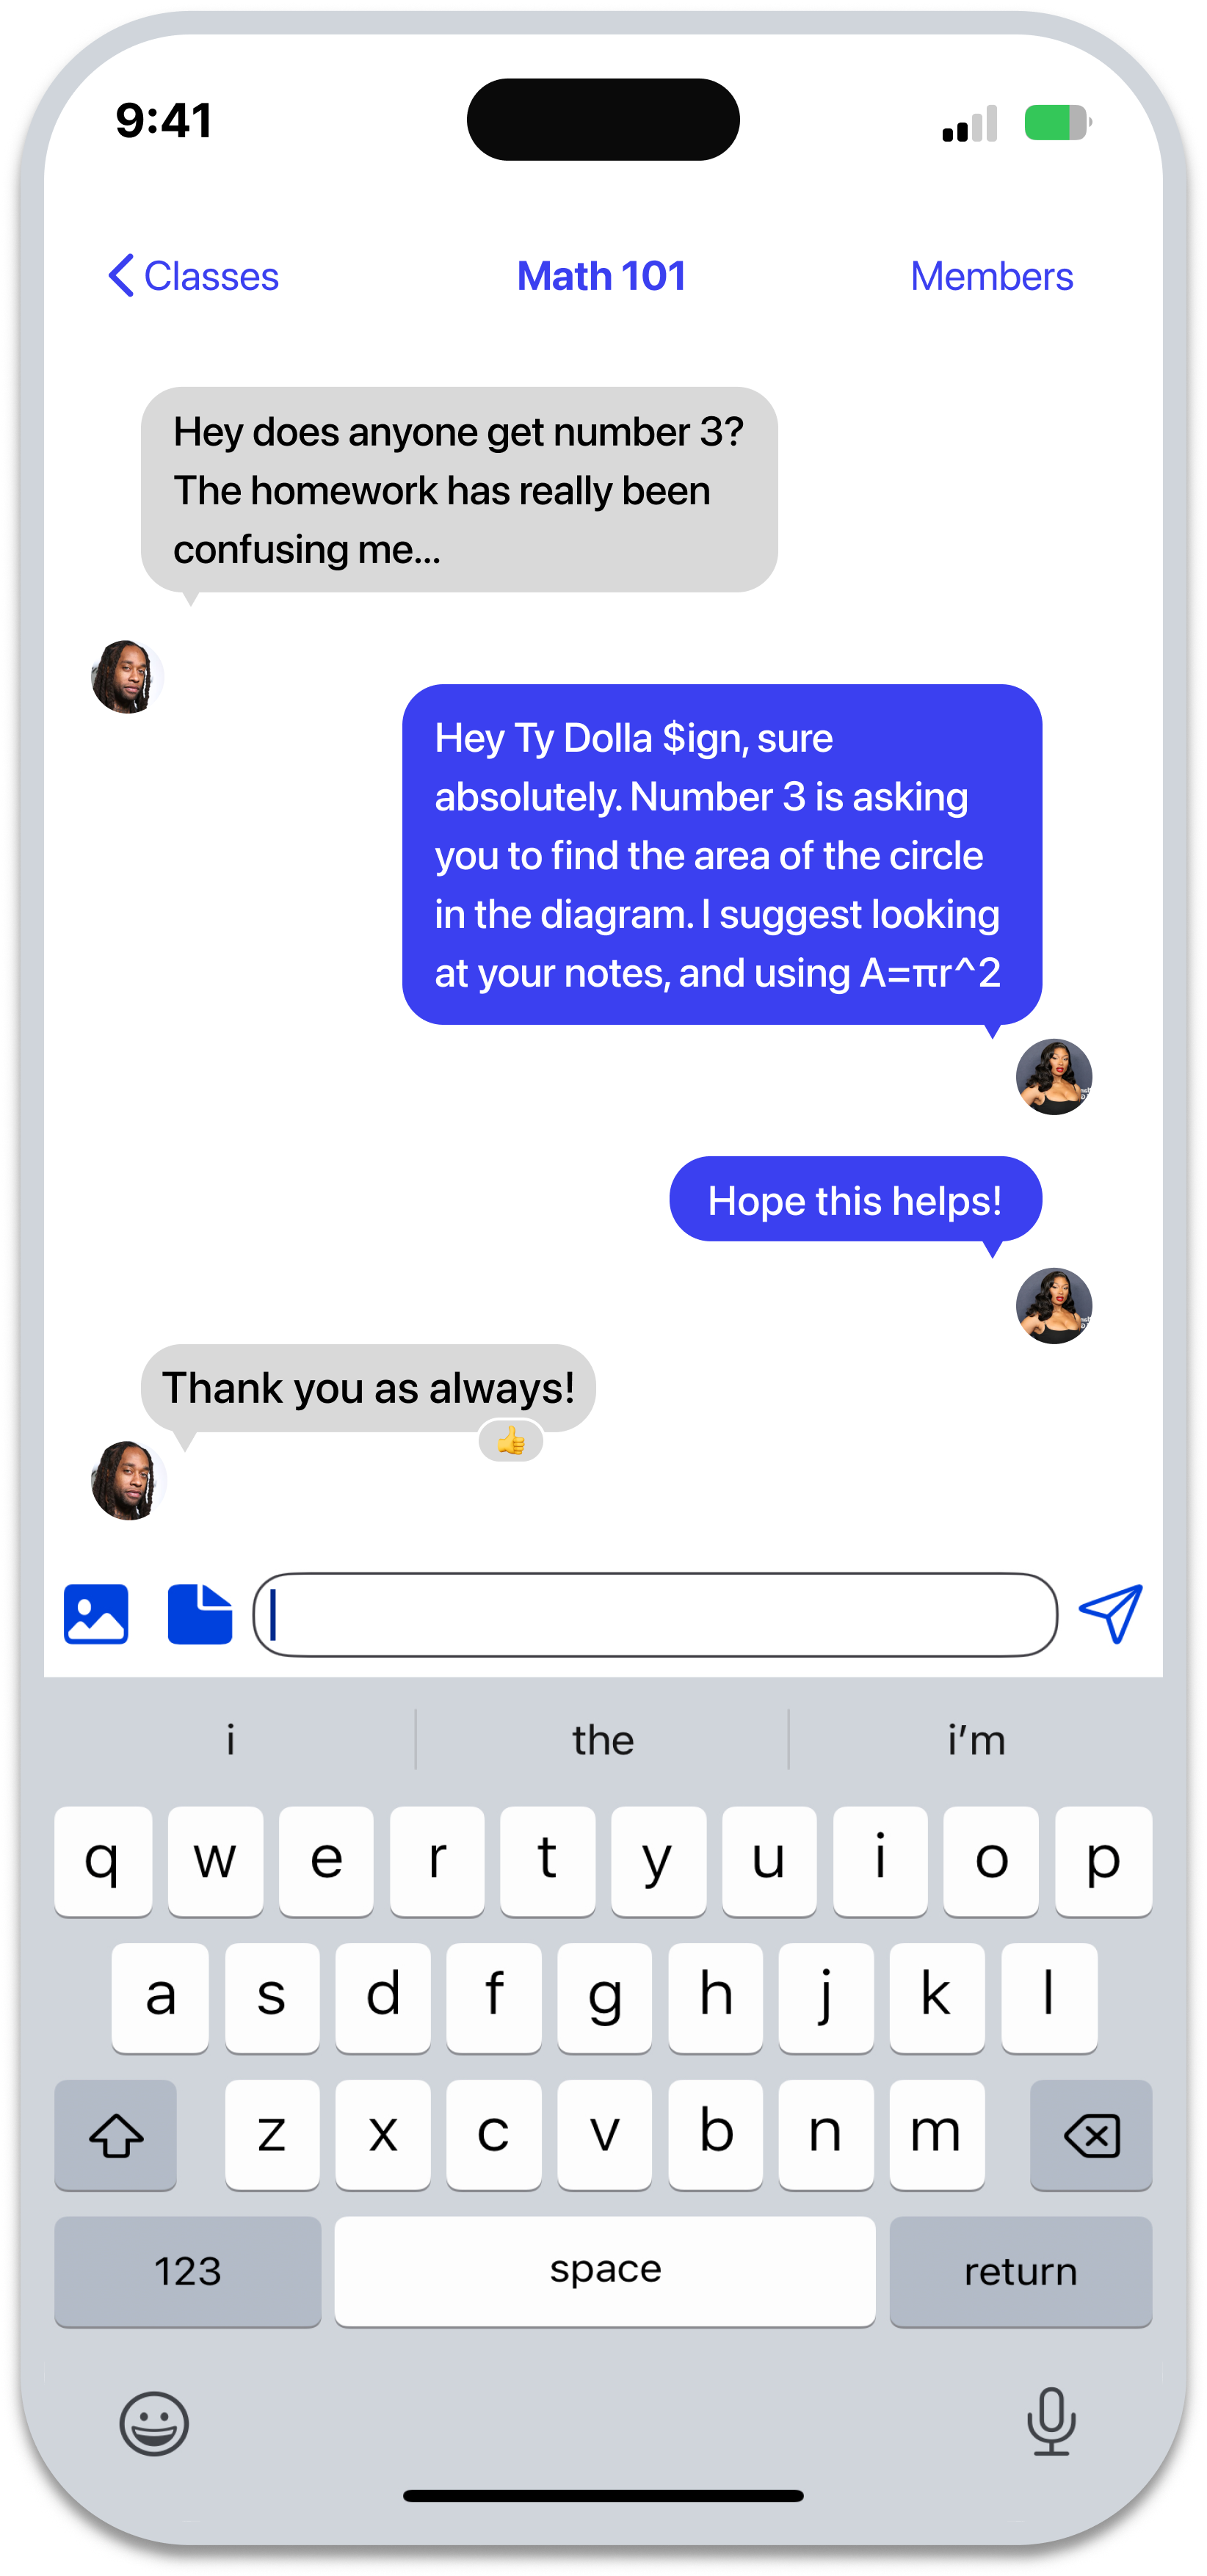 9:41
Classes
Math 101
Members
Hey does anyone get number 3?
The homework has really been
confusing me...
Hey Ty Dolla $ign, sure
absolutely. Number 3 is asking
you to find the area of the circle
in the diagram. I suggest looking
at your notes, and using A=πr^2
Hope this helps!
Thank you as always!
i
the
i’m
q w e r t y u i o p
a s d f g h j k l
z x c v b n m
123
space
return